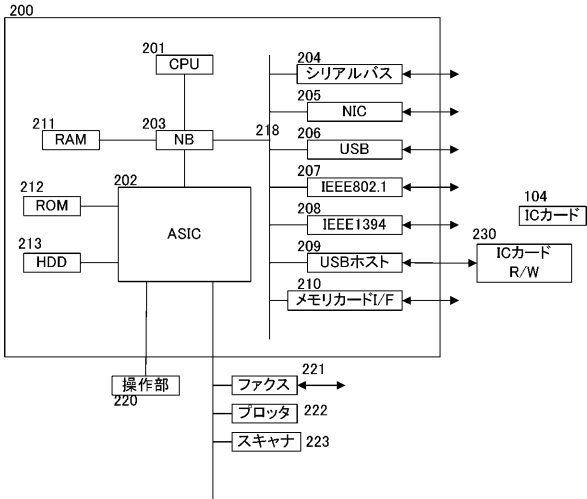 200
201
CPU
204
シリアルバス
205
NIC
211
RAM
203
NB
218
206
USB
207
IEEE802.1
212
ROM
202
ASIC
208
IEEE1394
104
ICカード
213
HDD
209
USBホスト
230
ICカード
R/W
210
メモリカードI/F
操作部
220
221
ファクス
プロッタ
222
スキャナ
223